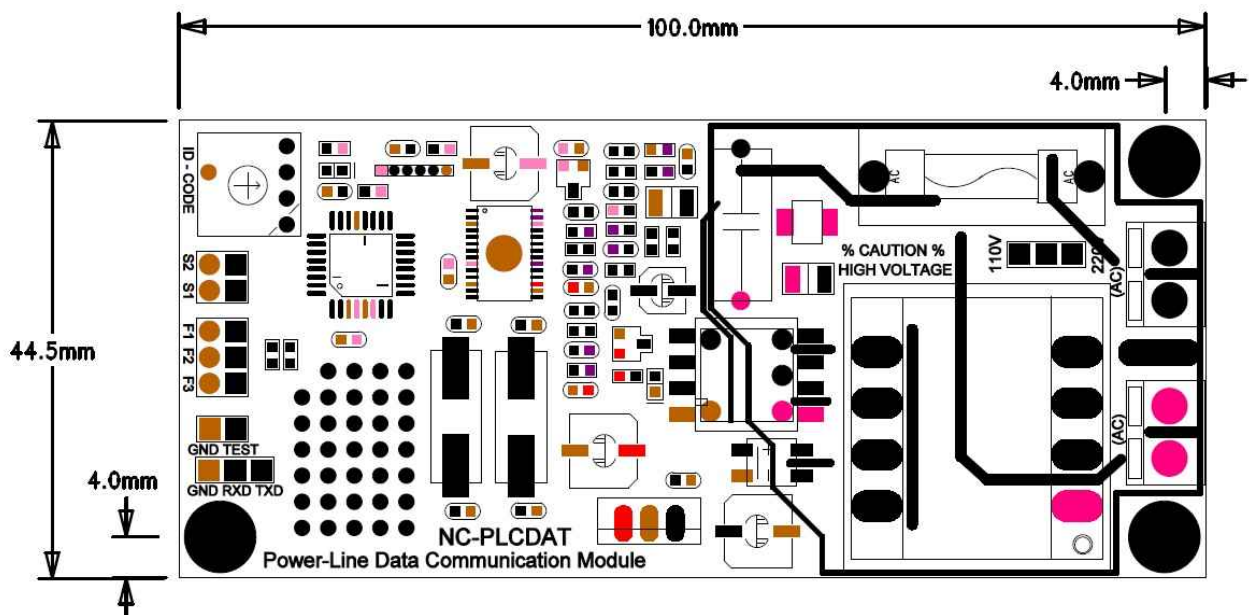 100.0mm
4.0mm
ID - CODE
AC
AC
% CAUTION %
HIGH VOLTAGE
110V
220V
(AC)
S2
S1
44.5mm
F1
F2
F3
(AC)
GND TEST
4.0mm
GND RXD TXD
NC-PLCDAT
Power-Line Data Communication Module